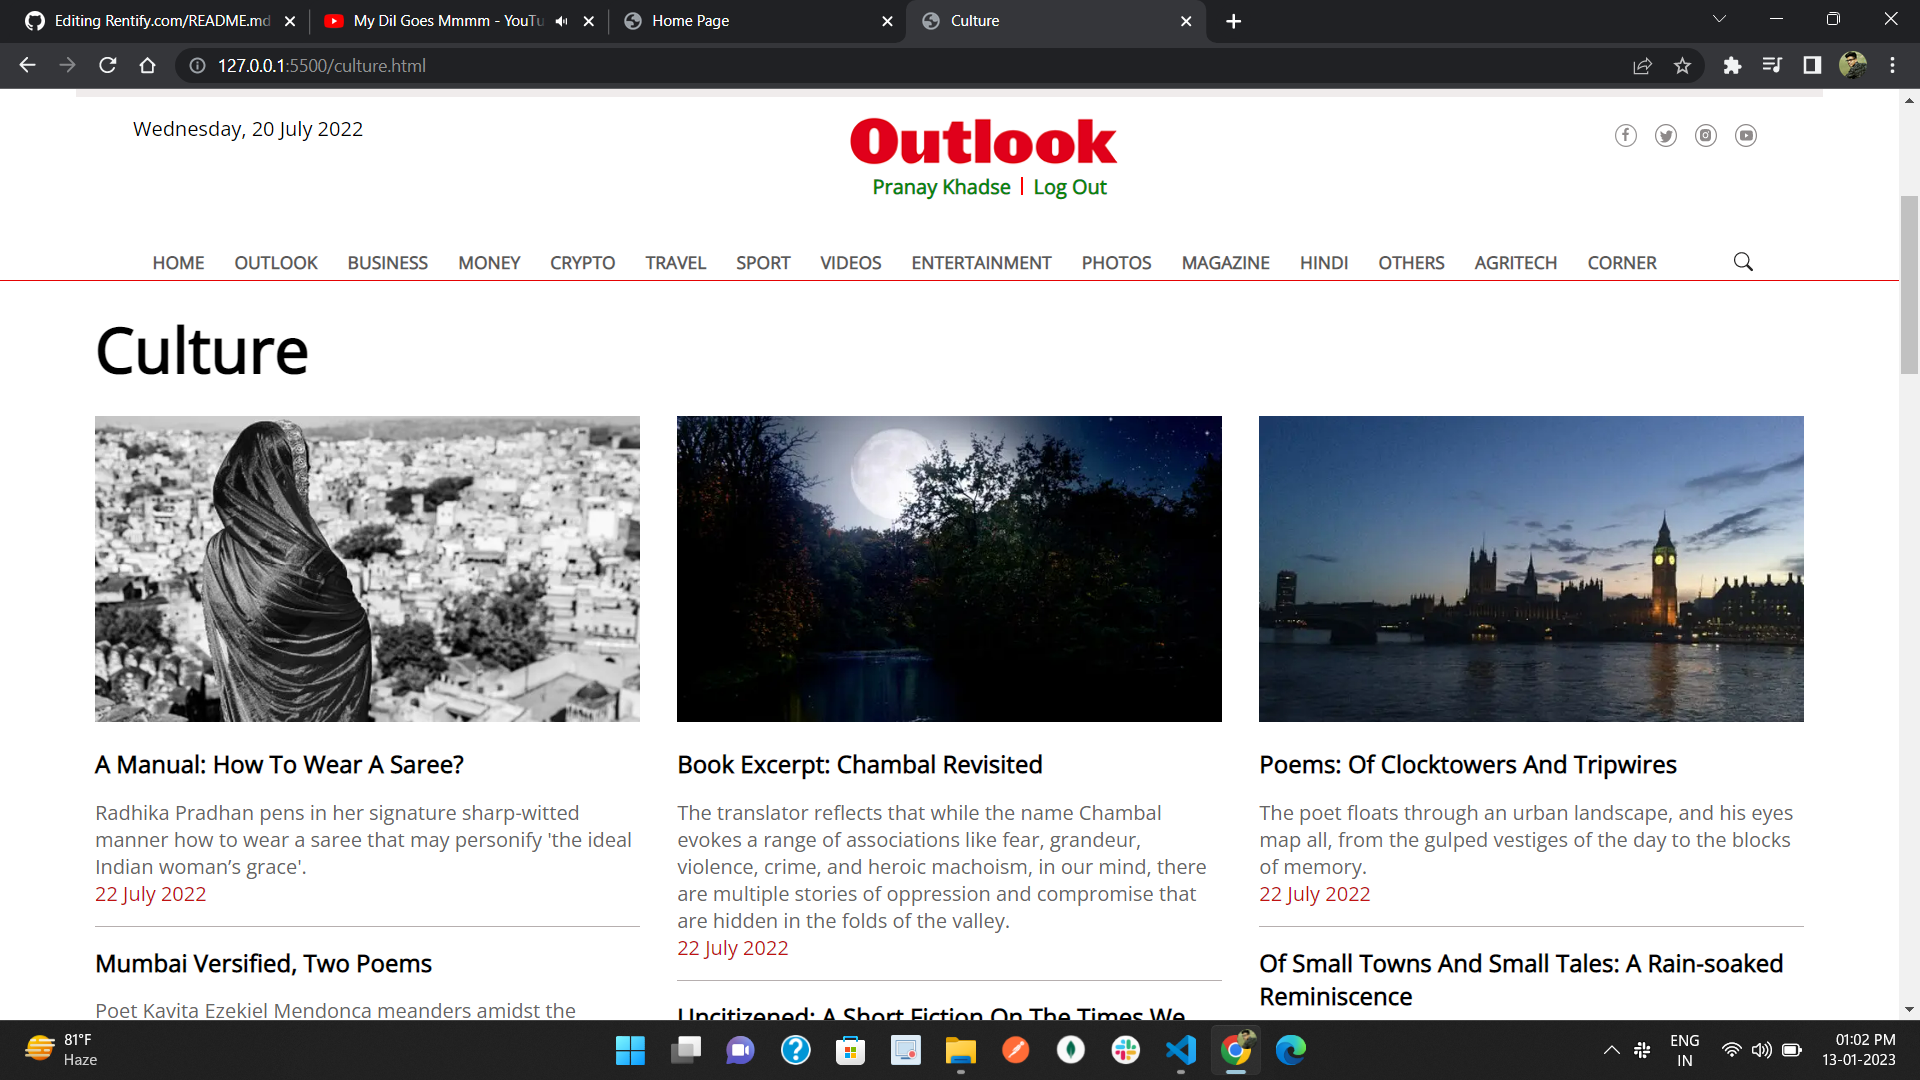 Editing Rentify.com/README.md
My Dil Goes Mmmm - YouTu
Home Page
Culture
127.0.0.1:5500/culture.html
Wednesday, 20 July 2022
Outlook
Pranay Khadse | Log Out
HOME OUTLOOK BUSINESS MONEY CRYPTO TRAVEL SPORT VIDEOS ENTERTAINMENT PHOTOS MAGAZINE HINDI OTHERS AGRITECH CORNER
Culture
A Manual: How To Wear A Saree?
Radhika Pradhan pens in her signature sharp-witted
manner how to wear a saree that may personify 'the ideal
Indian woman’s grace'.
22 July 2022
Mumbai Versified, Two Poems
Poet Kavita Ezekiel Mendonca meanders amidst the
Book Excerpt: Chambal Revisited
The translator reflects that while the name Chambal
evokes a range of associations like fear, grandeur,
violence, crime, and heroic machoism, in our mind, there
are multiple stories of oppression and compromise that
are hidden in the folds of the valley.
22 July 2022
Uncitizened: A Short Fiction On The Times We
Poems: Of Clocktowers And Tripwires
The poet floats through an urban landscape, and his eyes
map all, from the gulped vestiges of the day to the blocks
of memory.
22 July 2022
Of Small Towns And Small Tales: A Rain-soaked
Reminiscence
81°F
Haze
ENG
IN
01:02 PM
13-01-2023